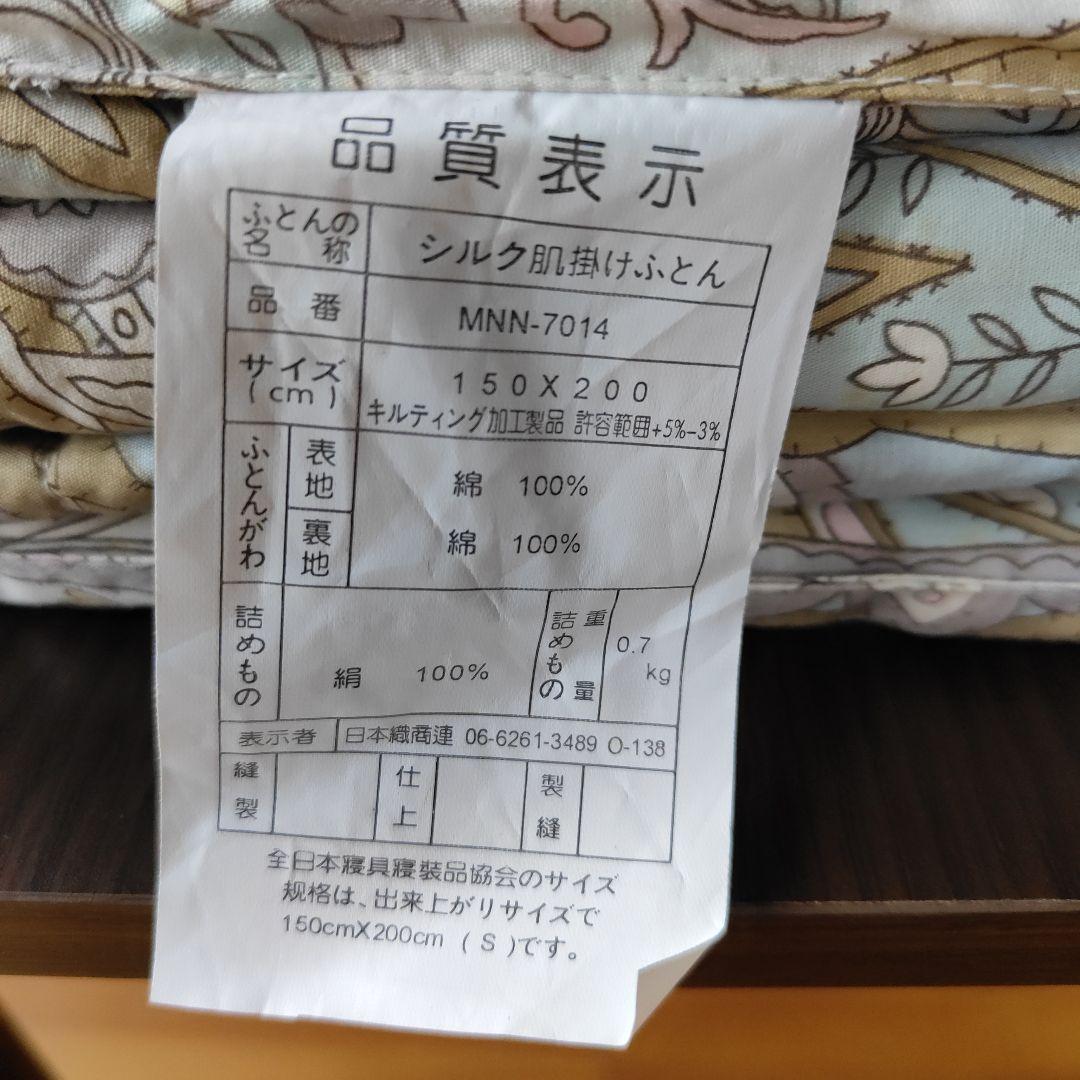 品質表示
ふとんの名称 シルク肌掛けふとん
品番 MNN-7014
サイズ(cm) 150X200
キルティング加工製品 許容範囲+5%-3%
ふとんがわ 表地 綿 100%
裏地 綿 100%
詰めもの 絹 100% 詰めもの重量 0.7kg
表示者 日本織商連 06-6261-3489 O-138
縫製 仕上 製縫
全日本寝具寝装品協会のサイズ
规格は、出来上がりサイズで
150cmX200cm (S)です。